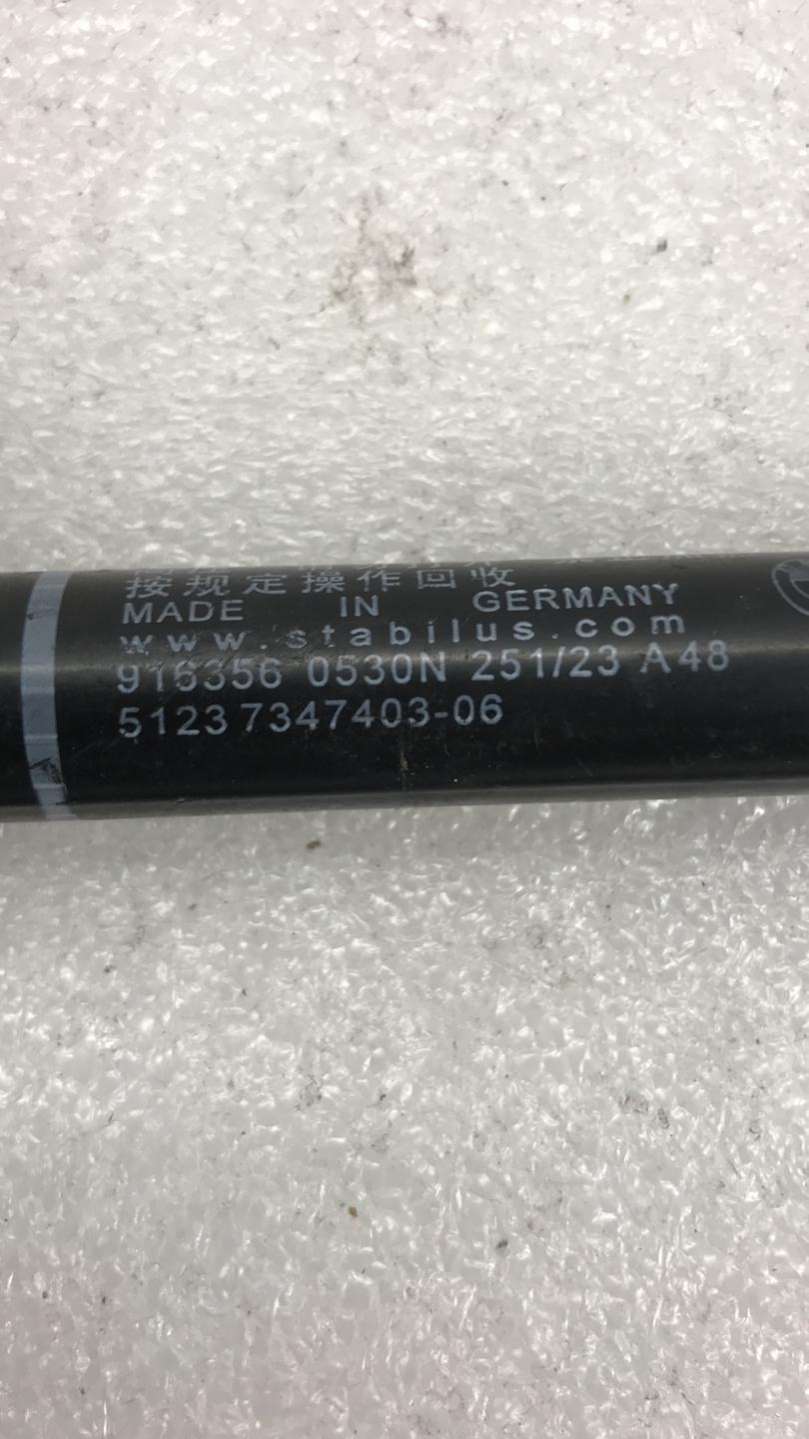 按规定操作回收
MADE IN GERMANY
www.stabilus.com
916356 0530N 251/23 A48
5123 7347403-06